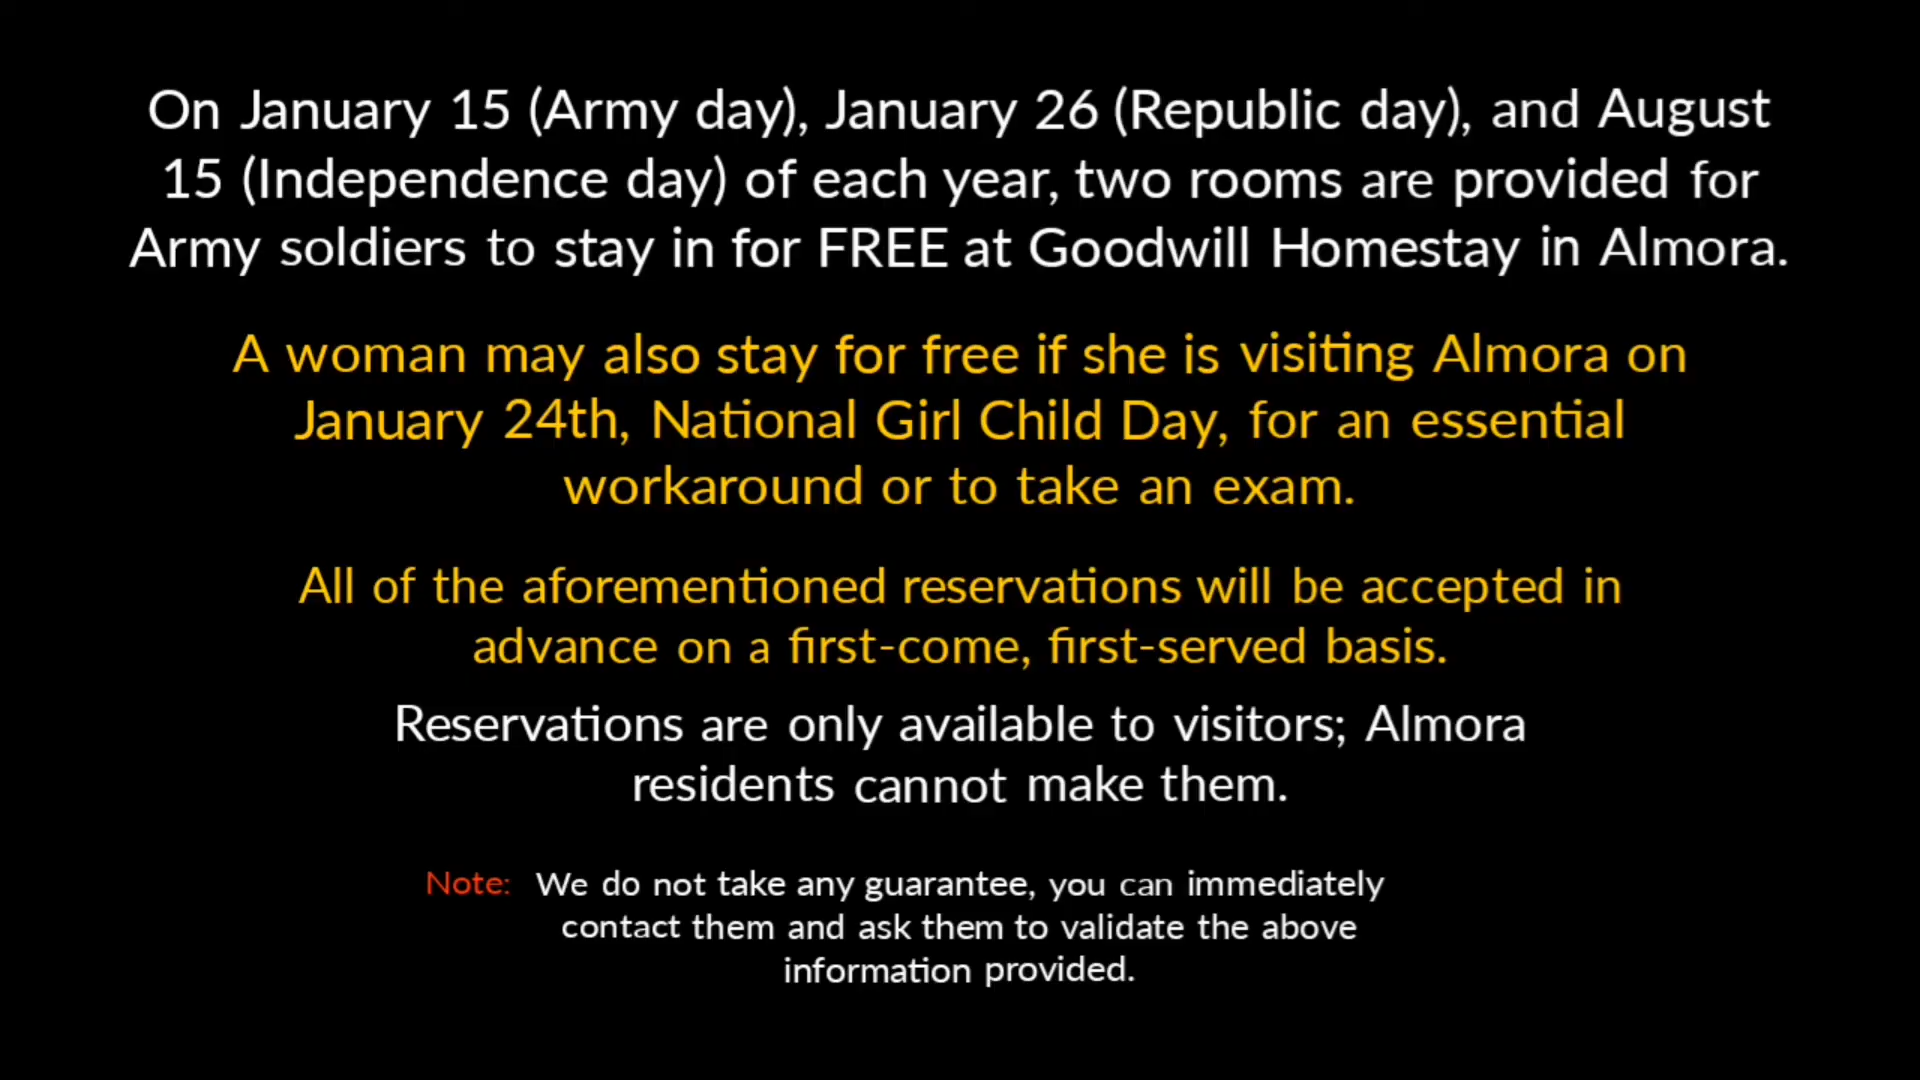 On January 15 (Army day), January 26 (Republic day), and August
15 (Independence day) of each year, two rooms are provided for
Army soldiers to stay in for FREE at Goodwill Homestay in Almora.
A woman may also stay for free if she is visiting Almora on
January 24th, National Girl Child Day, for an essential
workaround or to take an exam.
All of the aforementioned reservations will be accepted in
advance on a first-come, first-served basis.
Reservations are only available to visitors; Almora
residents cannot make them.
Note: We do not take any guarantee, you can immediately
contact them and ask them to validate the above
information provided.